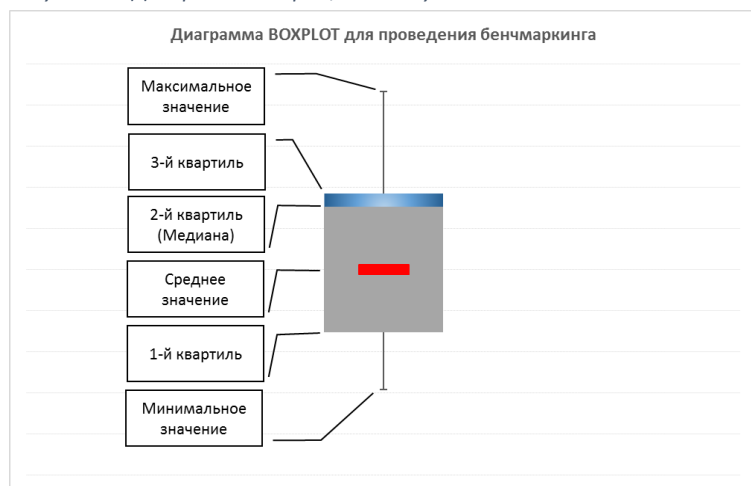 Диаграмма BOXPLOT для проведения бенчмаркинга
Максимальное
значение
3-й квартиль
2-й квартиль
(Медиана)
Среднее
значение
1-й квартиль
Минимальное
значение